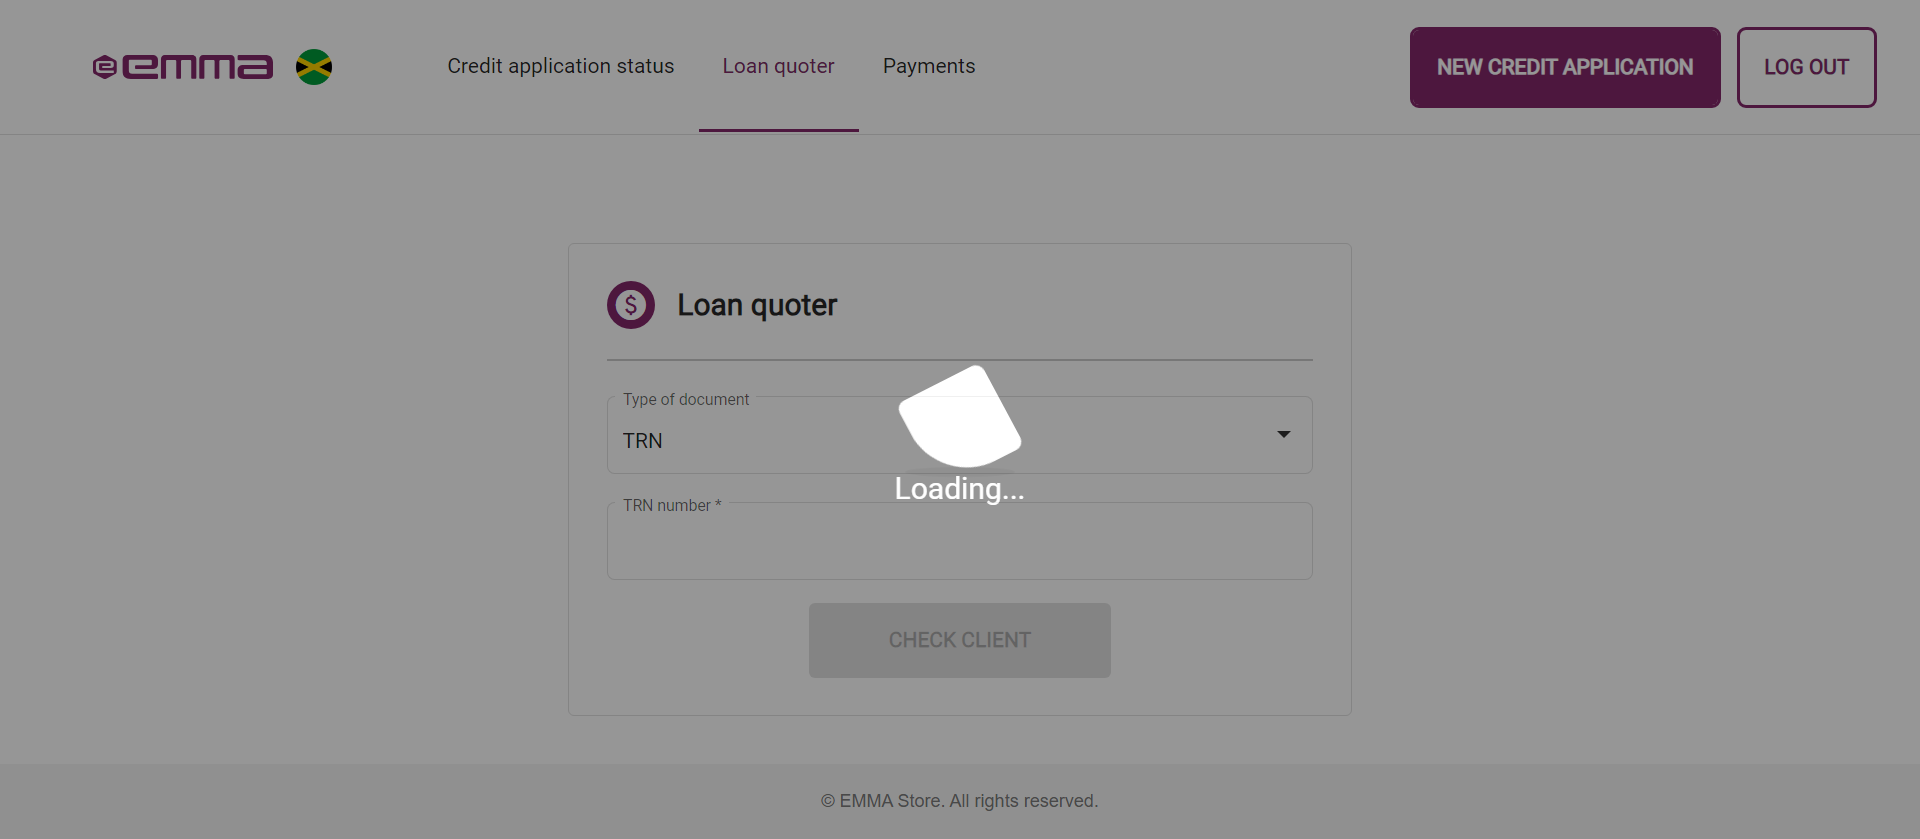 emma
Credit application status
Loan quoter
Payments
NEW CREDIT APPLICATION
LOG OUT
$ Loan quoter
Type of document
TRN
Loading...
TRN number *
CHECK CLIENT
© EMMA Store. All rights reserved.